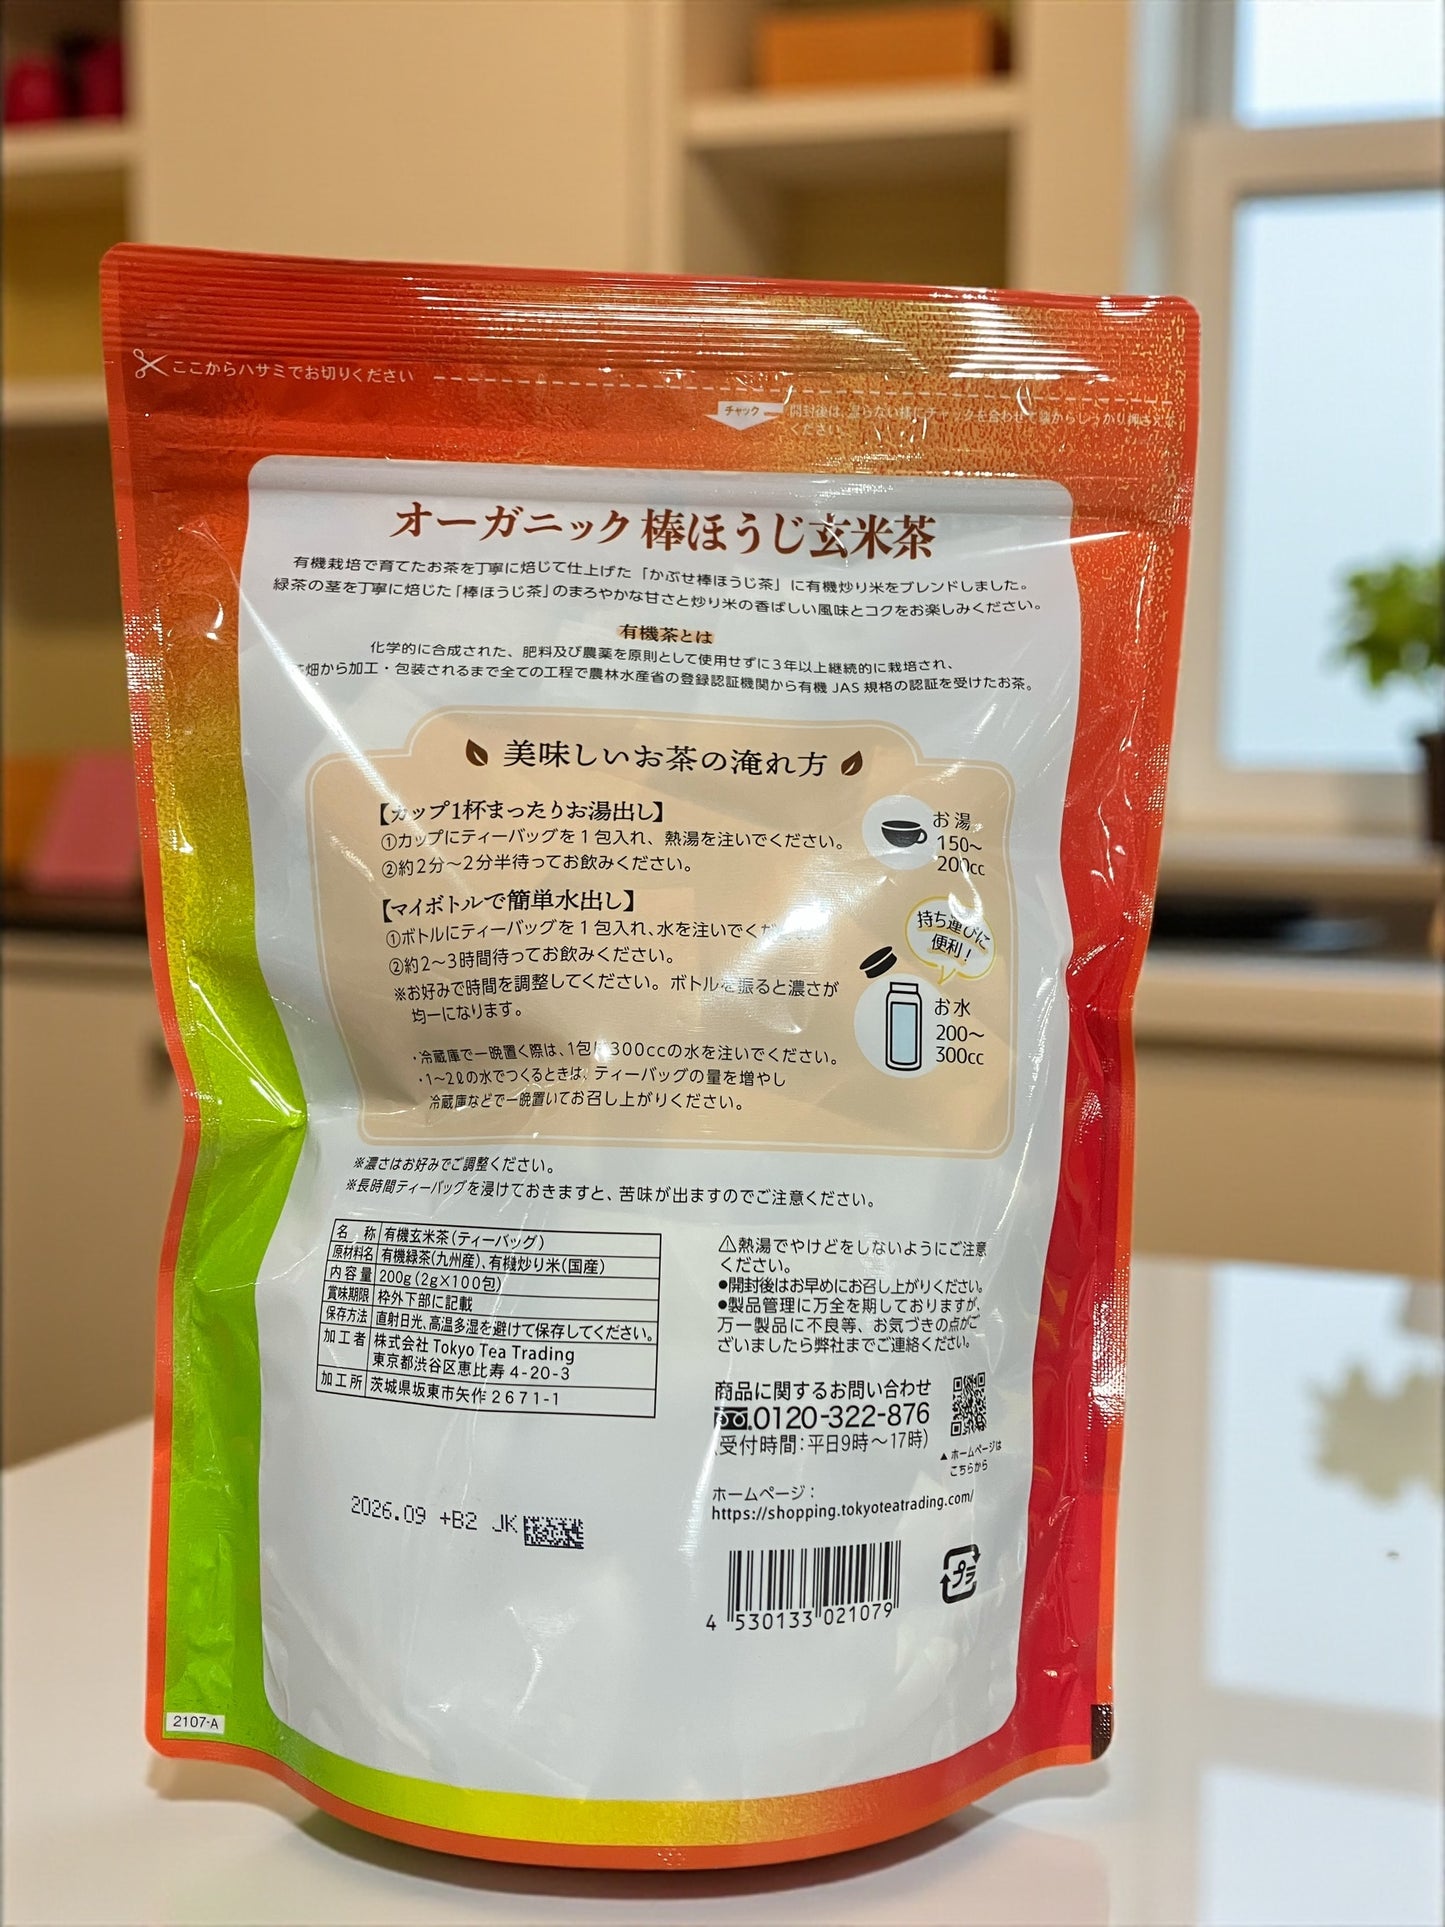 ここからハサミでお切りください
チャック
開封後は、湿らない様にチャックを合わせて端からしっかり押さえて
ください。
オーガニック 棒ほうじ玄米茶
有機栽培で育てたお茶を丁寧に焙じて仕上げた「かぶせ棒ほうじ茶」に有機炒り米をブレンドしました。
緑茶の茎を丁寧に焙じた「棒ほうじ茶」のまろやかな甘さと炒り米の香ばしい風味とコクをお楽しみください。
有機茶とは
化学的に合成された、肥料及び農薬を原則として使用せずに3年以上継続的に栽培され、
畑から加工・包装されるまで全ての工程で農林水産省の登録認証機関から有機 JAS 規格の認証を受けたお茶。
美味しいお茶の淹れ方
【カップ1杯まったりお湯出し】
①カップにティーバッグを1包入れ、熱湯を注いでください。
②約2分～2分半待ってお飲みください。
お湯
150～
200cc
【マイボトルで簡単水出し】
①ボトルにティーバッグを1包入れ、水を注いでく
②約2～3時間待ってお飲みください。
※お好みで時間を調整してください。ボトルを振ると濃さが
均一になります。
持ち運びに
便利！
お水
200～
300cc
・冷蔵庫で一晩置く際は、1包に300ccの水を注いでください。
・1～2ℓの水でつくるときは、ティーバッグの量を増やし
冷蔵庫などで一晩置いてお召し上がりください。
※濃さはお好みでご調整ください。
※長時間ティーバッグを浸けておきますと、苦味が出ますのでご注意ください。
名称 有機玄米茶(ティーバッグ)
原材料名 有機緑茶(九州産)、有機炒り米(国産)
内容量 200g(2g×100包)
賞味期限 枠外下部に記載
保存方法 直射日光、高温多湿を避けて保存してください。
加工者 株式会社 Tokyo Tea Trading
東京都渋谷区恵比寿 4-20-3
加工所 茨城県坂東市矢作2671-1
⚠熱湯でやけどをしないようにご注意
ください。
●開封後はお早めにお召し上がりください。
●製品管理に万全を期しておりますが、
万一製品に不良等、お気づきの点がご
ざいましたら弊社までご連絡ください。
商品に関するお問い合わせ
0120-322-876
(受付時間:平日9時～17時)
▲ホームページは
こちらから
ホームページ：
https://shopping.tokyoteatrading.com/
2026.09 +B2 JK
4 530133 021079
プラ
2107-A